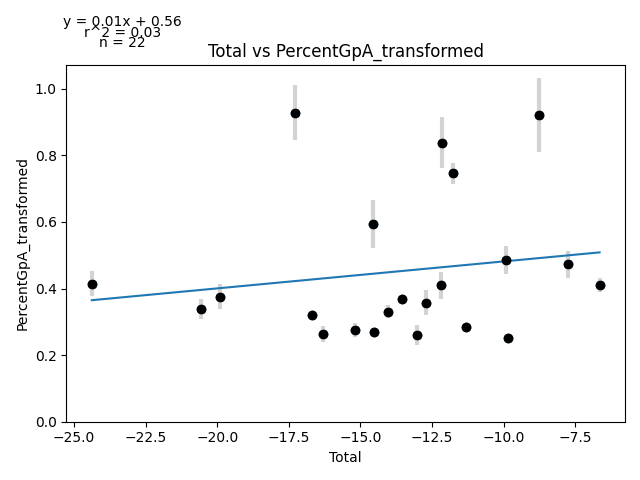 y = 0.01x + 0.56
r^2 = 0.03
n = 22
Total vs PercentGpA_transformed
PercentGpA_transformed
1.0
0.8
0.6
0.4
0.2
0.0
−25.0 −22.5 −20.0 −17.5 −15.0 −12.5 −10.0 −7.5
Total